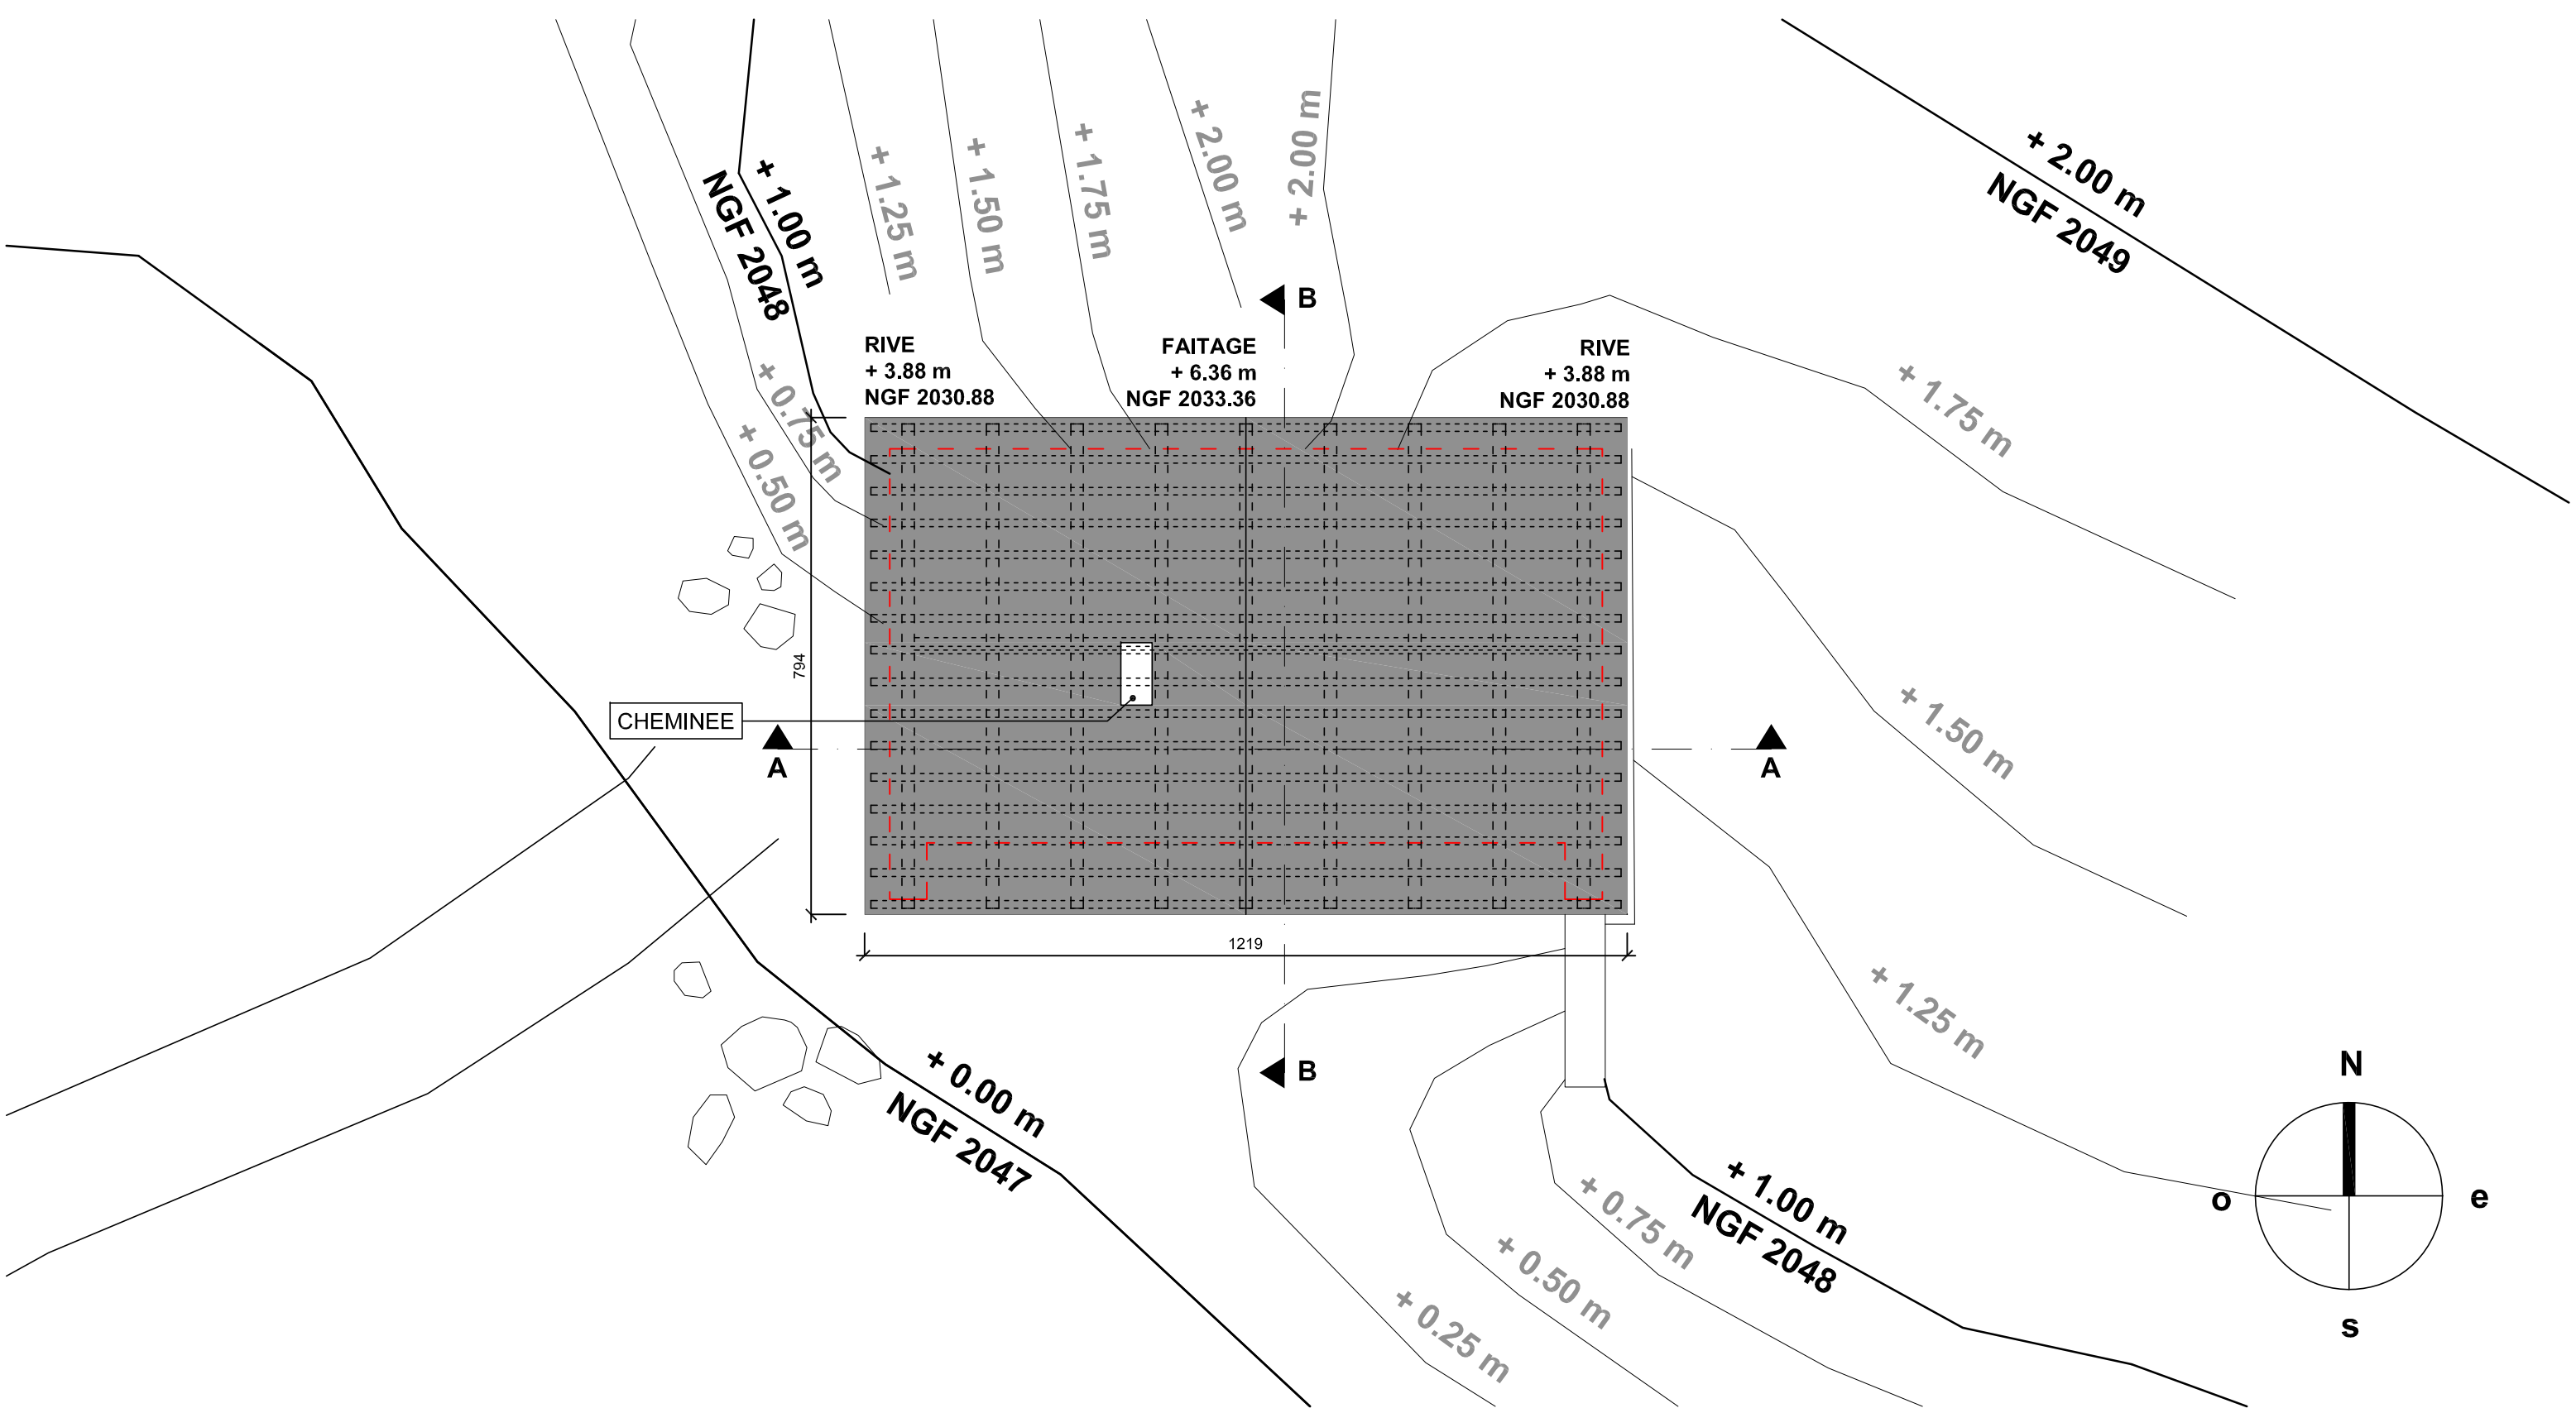 + 2.00 m
NGF 2049
+ 1.00 m
NGF 2048
+ 1.25 m
+ 1.50 m
+ 1.75 m
+ 2.00 m
+ 2.00 m
B
RIVE
+ 3.88 m
NGF 2030.88
FAITAGE
+ 6.36 m
NGF 2033.36
RIVE
+ 3.88 m
NGF 2030.88
+ 0.75 m
+ 0.50 m
+ 1.75 m
794
CHEMINEE
A
A
+ 1.50 m
1219
+ 1.25 m
B
+ 0.00 m
NGF 2047
+ 1.00 m
NGF 2048
+ 0.75 m
+ 0.50 m
+ 0.25 m
N
o
e
s